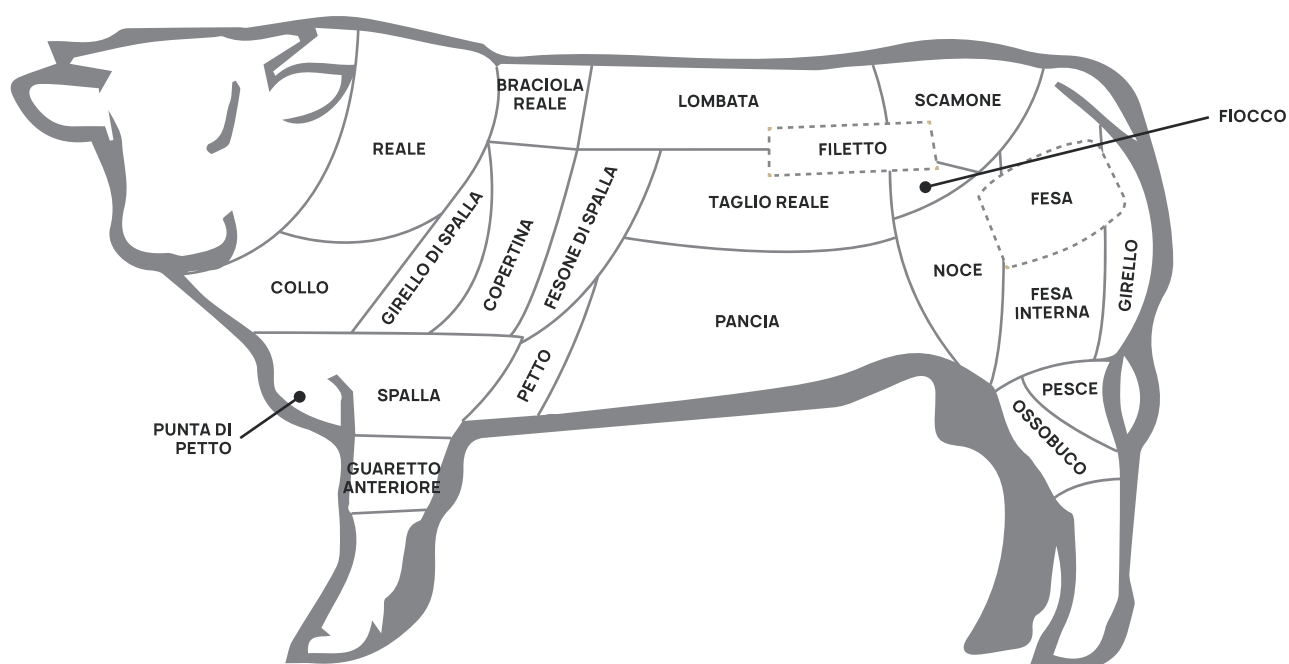 BRACIOLA
REALE
LOMBATA
SCAMONE
FIOCCO
REALE
FILETTO
TAGLIO REALE
FESA
GIRELLO DI SPALLA
COPERTINA
FESONE DI SPALLA
COLLO
NOCE
GIRELLO
FESA
INTERNA
PANCIA
PETTO
SPALLA
PESCE
OSSOBUCO
PUNTA DI
PETTO
GUARETTO
ANTERIORE